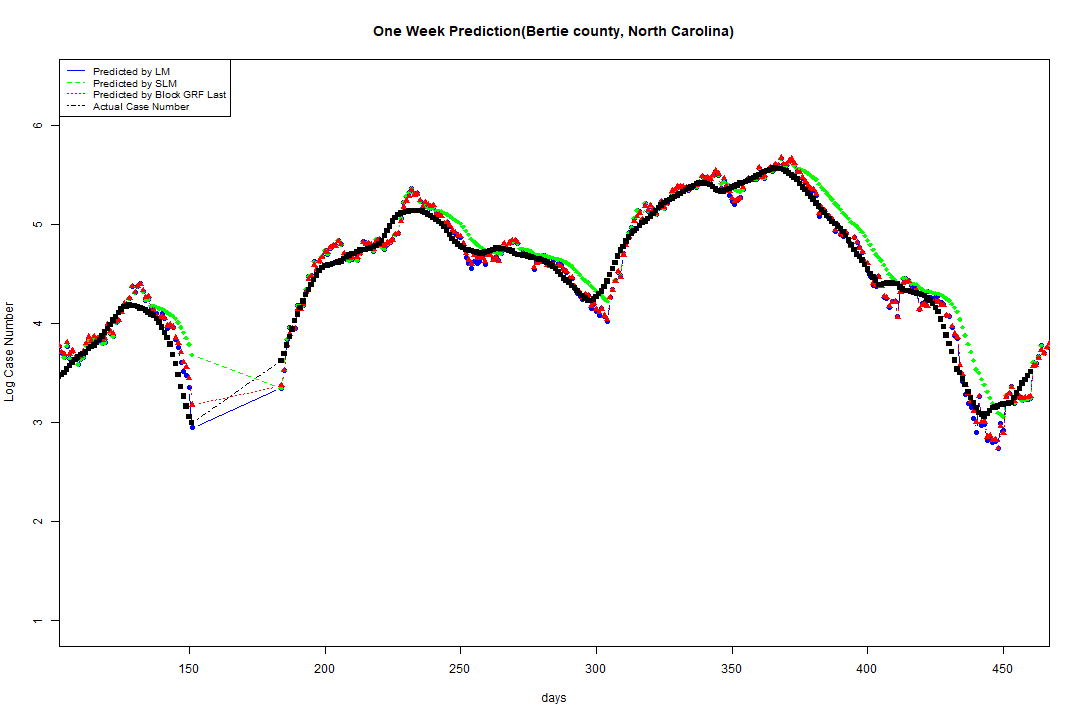 One Week Prediction(Bertie county, North Carolina)
Predicted by LM
Predicted by SLM
Predicted by Block GRF Last
Actual Case Number
6
5
4
3
2
1
Log Case Number
150
200
250
300
350
400
450
days